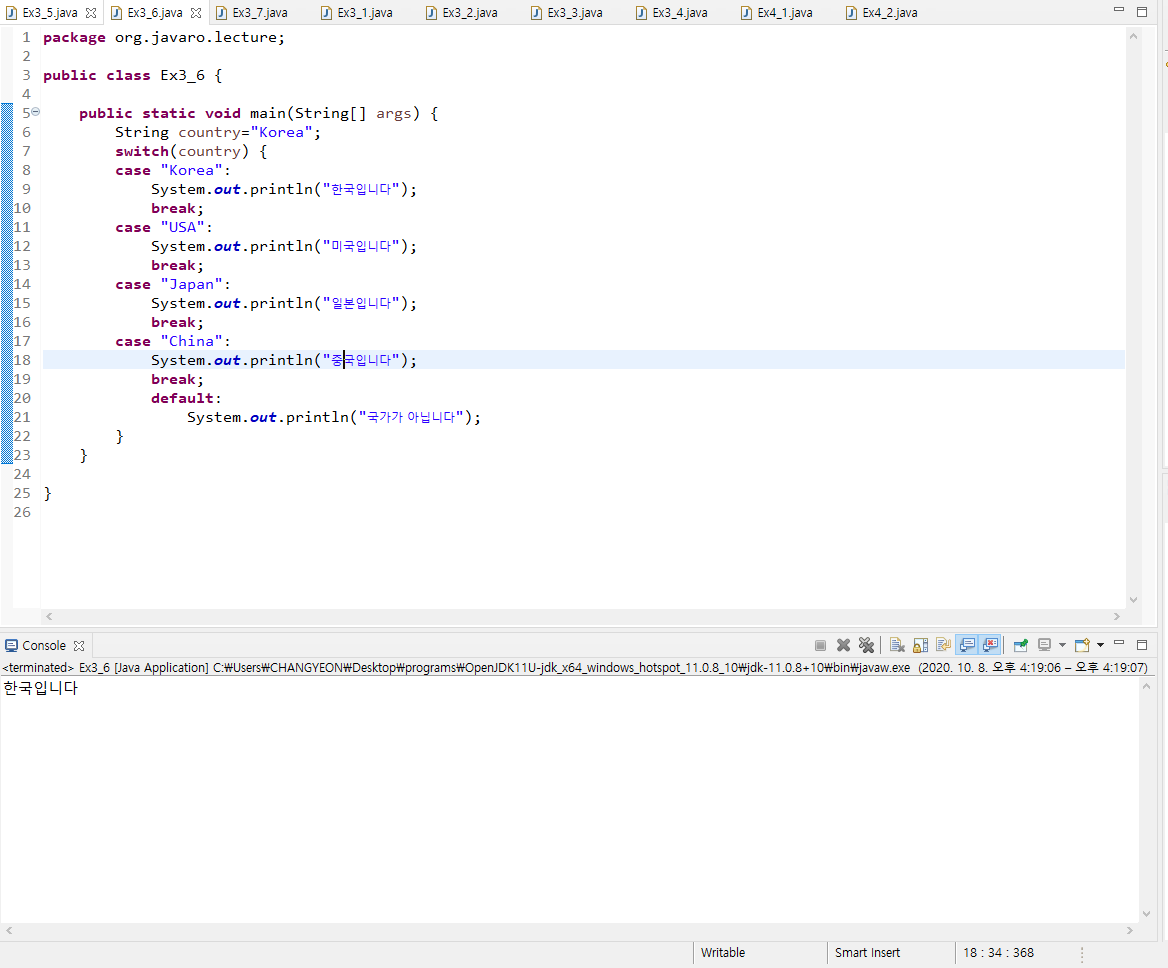 Ex3_5.java Ex3_6.java Ex3_7.java Ex3_1.java Ex3_2.java Ex3_3.java Ex3_4.java Ex4_1.java Ex4_2.java
1 package org.javaro.lecture;
2
3 public class Ex3_6 {
4
5 public static void main(String[] args) {
6 String country="Korea";
7 switch(country) {
8 case "Korea":
9 System.out.println("한국입니다");
10 break;
11 case "USA":
12 System.out.println("미국입니다");
13 break;
14 case "Japan":
15 System.out.println("일본입니다");
16 break;
17 case "China":
18 System.out.println("중국입니다");
19 break;
20 default:
21 System.out.println("국가가 아닙니다");
22 }
23 }
24
25 }
26
Console
<terminated> Ex3_6 [Java Application] C:₩Users₩CHANGYEON₩Desktop₩programs₩OpenJDK11U-jdk_x64_windows_hotspot_11.0.8_10₩jdk-11.0.8+10₩bin₩javaw.exe (2020. 10. 8. 오후 4:19:06 – 오후 4:19:07)
한국입니다
Writable Smart Insert 18 : 34 : 368